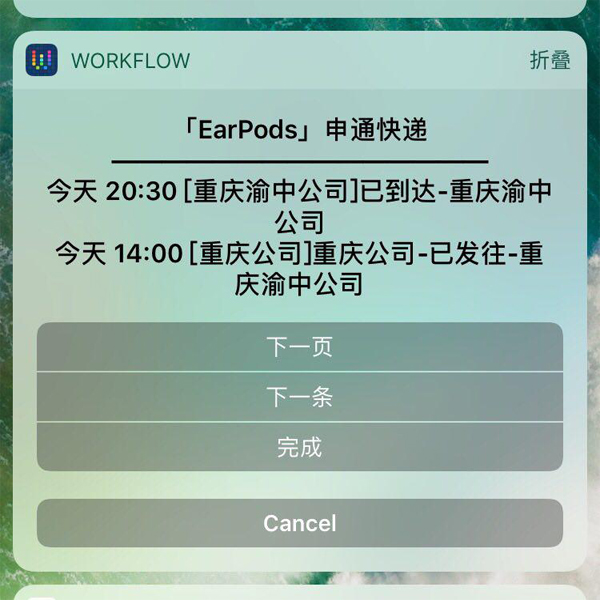 WORKFLOW
折叠
「EarPods」申通快递
今天 20:30 [重庆渝中公司]已到达-重庆渝中
公司
今天 14:00 [重庆公司]重庆公司-已发往-重
庆渝中公司
下一页
下一条
完成
Cancel